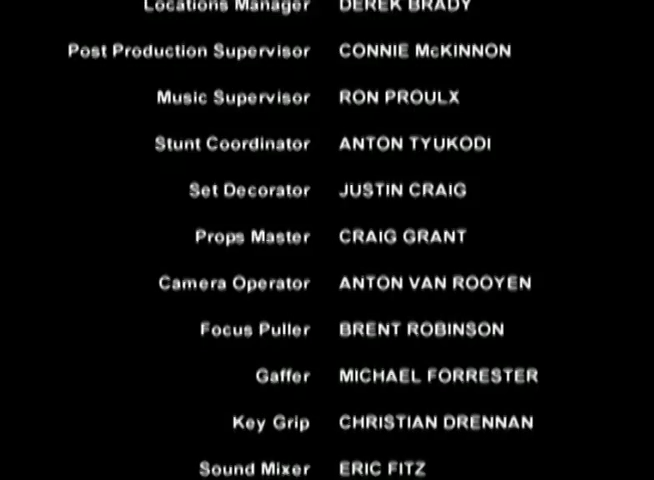 Locations Manager DEREK BRADY
Post Production Supervisor CONNIE McKINNON
Music Supervisor RON PROULX
Stunt Coordinator ANTON TYUKODI
Set Decorator JUSTIN CRAIG
Props Master CRAIG GRANT
Camera Operator ANTON VAN ROOYEN
Focus Puller BRENT ROBINSON
Gaffer MICHAEL FORRESTER
Key Grip CHRISTIAN DRENNAN
Sound Mixer ERIC FITZ